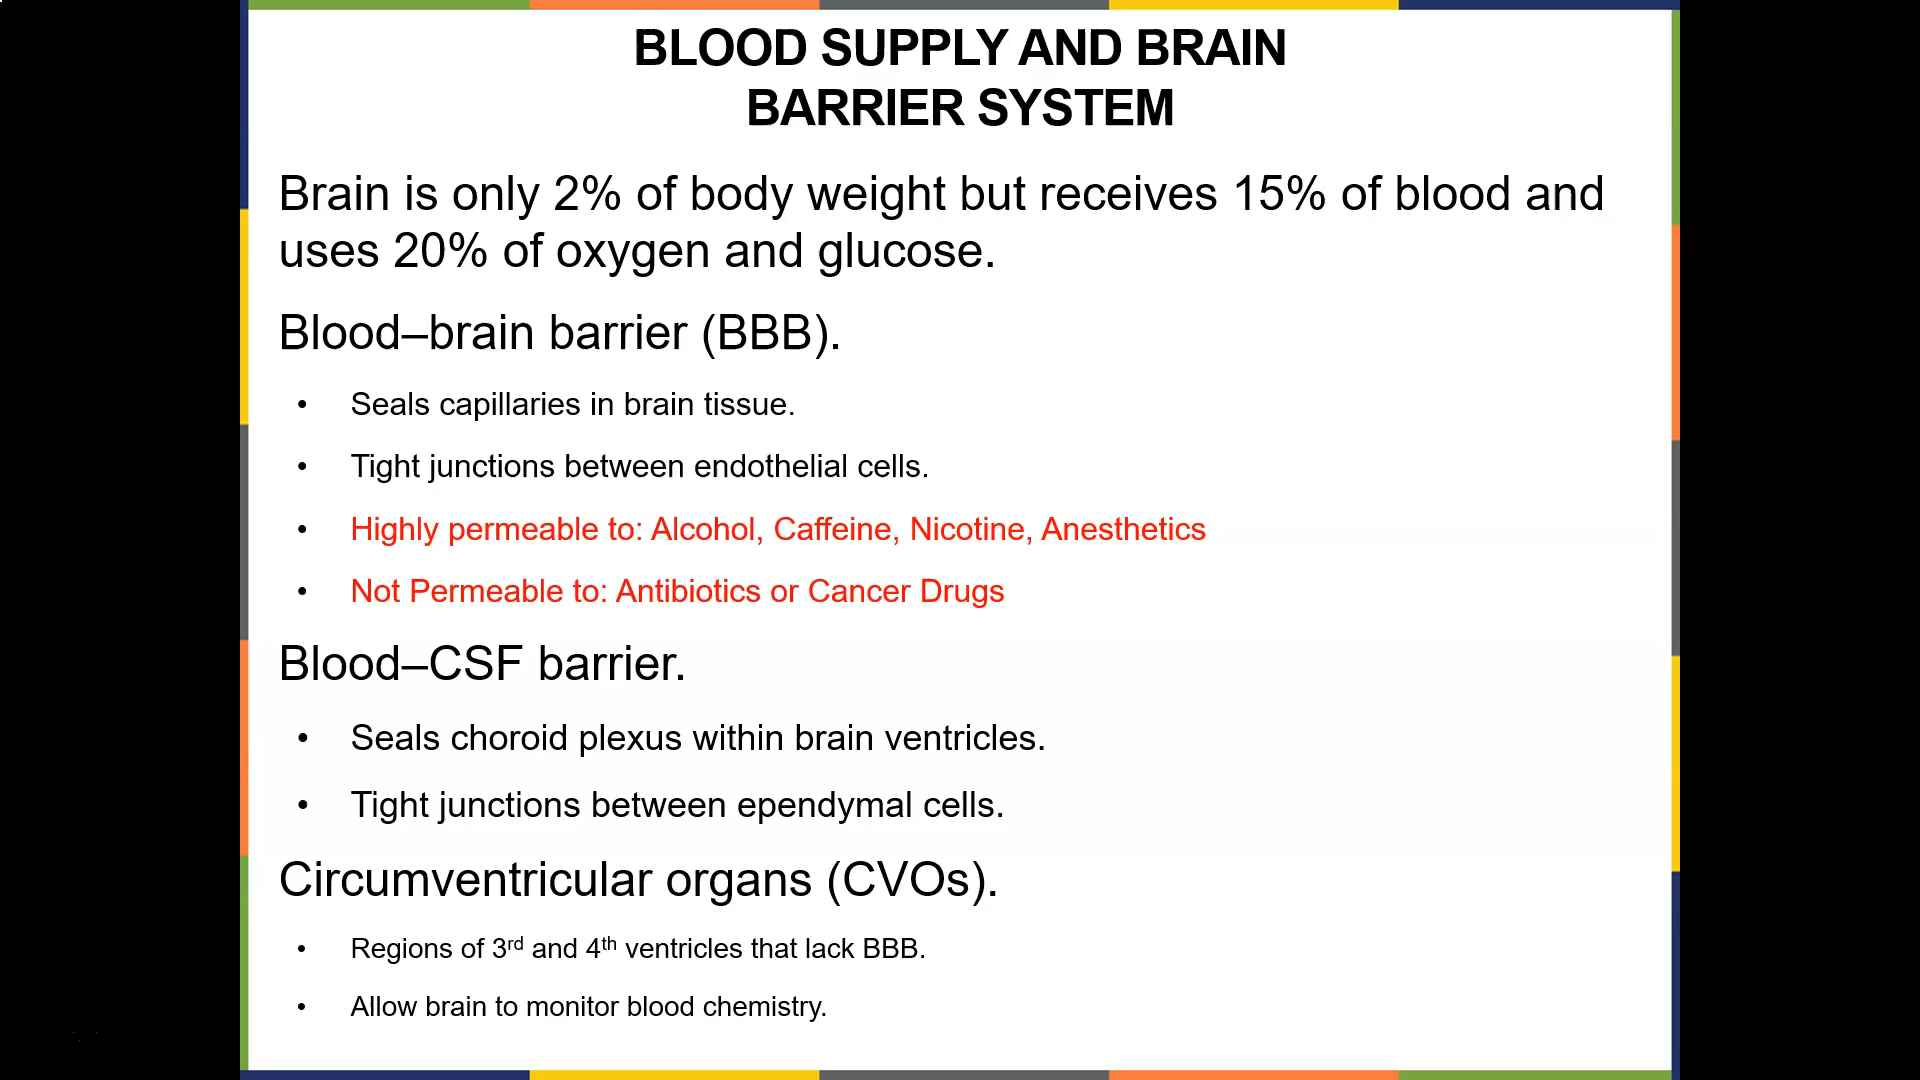 BLOOD SUPPLY AND BRAIN
BARRIER SYSTEM
Brain is only 2% of body weight but receives 15% of blood and
uses 20% of oxygen and glucose.
Blood–brain barrier (BBB).
• Seals capillaries in brain tissue.
• Tight junctions between endothelial cells.
• Highly permeable to: Alcohol, Caffeine, Nicotine, Anesthetics
• Not Permeable to: Antibiotics or Cancer Drugs
Blood–CSF barrier.
• Seals choroid plexus within brain ventricles.
• Tight junctions between ependymal cells.
Circumventricular organs (CVOs).
• Regions of 3rd and 4th ventricles that lack BBB.
• Allow brain to monitor blood chemistry.